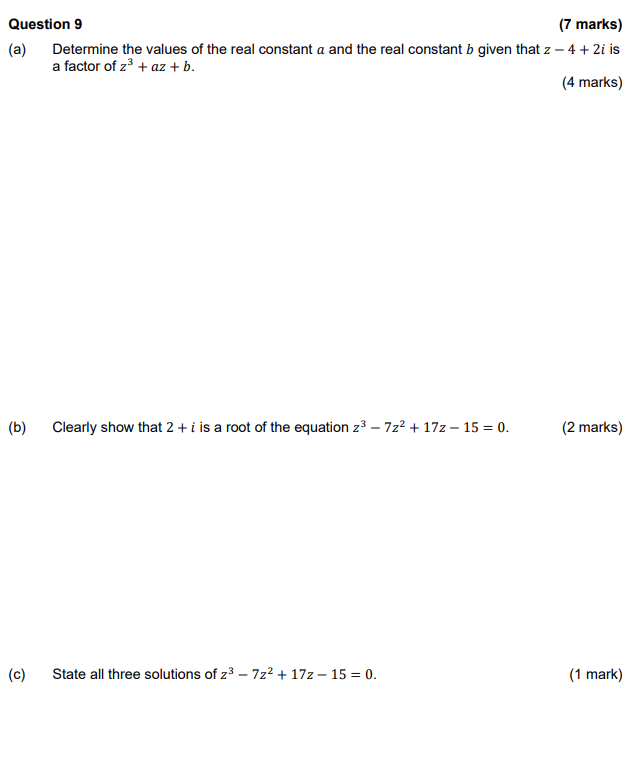 Question 9 (7 marks)
(a) Determine the values of the real constant a and the real constant b given that z − 4 + 2i is
a factor of z³ + az + b.
(4 marks)
(b) Clearly show that 2 + i is a root of the equation z³ − 7z² + 17z − 15 = 0. (2 marks)
(c) State all three solutions of z³ − 7z² + 17z − 15 = 0. (1 mark)